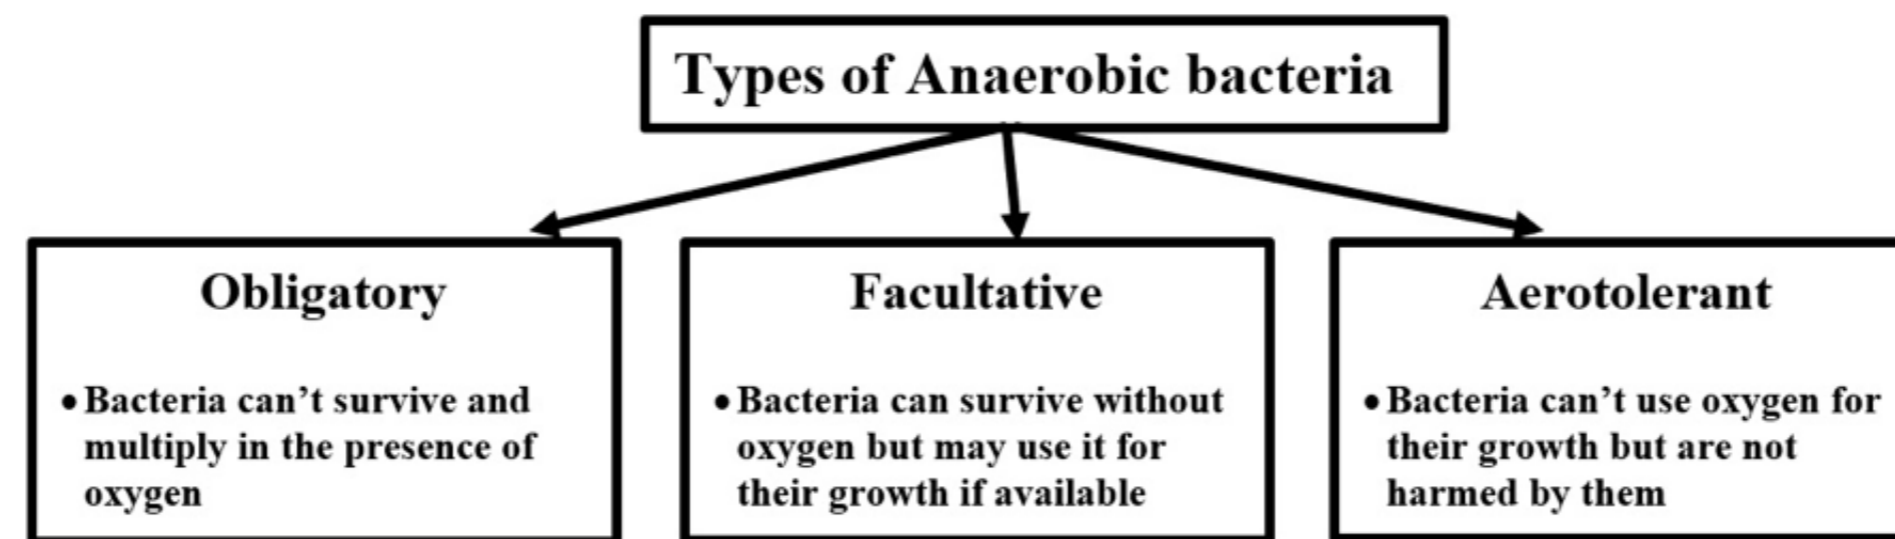 Types of Anaerobic bacteria
Obligatory
• Bacteria can’t survive and
multiply in the presence of
oxygen
Facultative
• Bacteria can survive without
oxygen but may use it for
their growth if available
Aerotolerant
• Bacteria can’t use oxygen for
their growth but are not
harmed by them